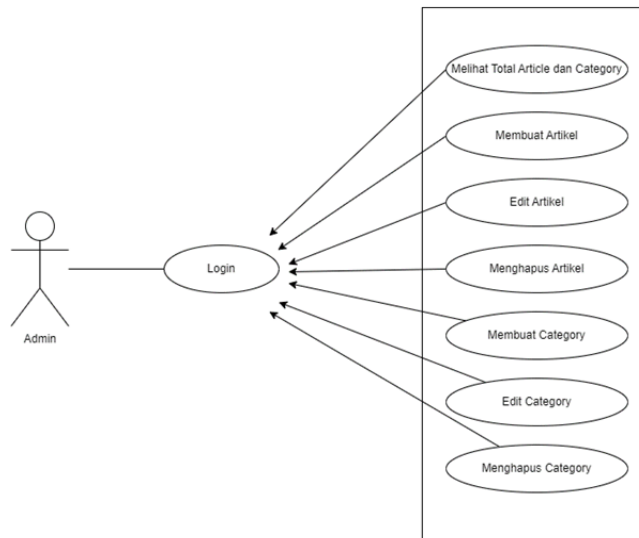 Melihat Total Article dan Category
Membuat Artikel
Edit Artikel
Login
Menghapus Artikel
Admin
Membuat Category
Edit Category
Menghapus Category